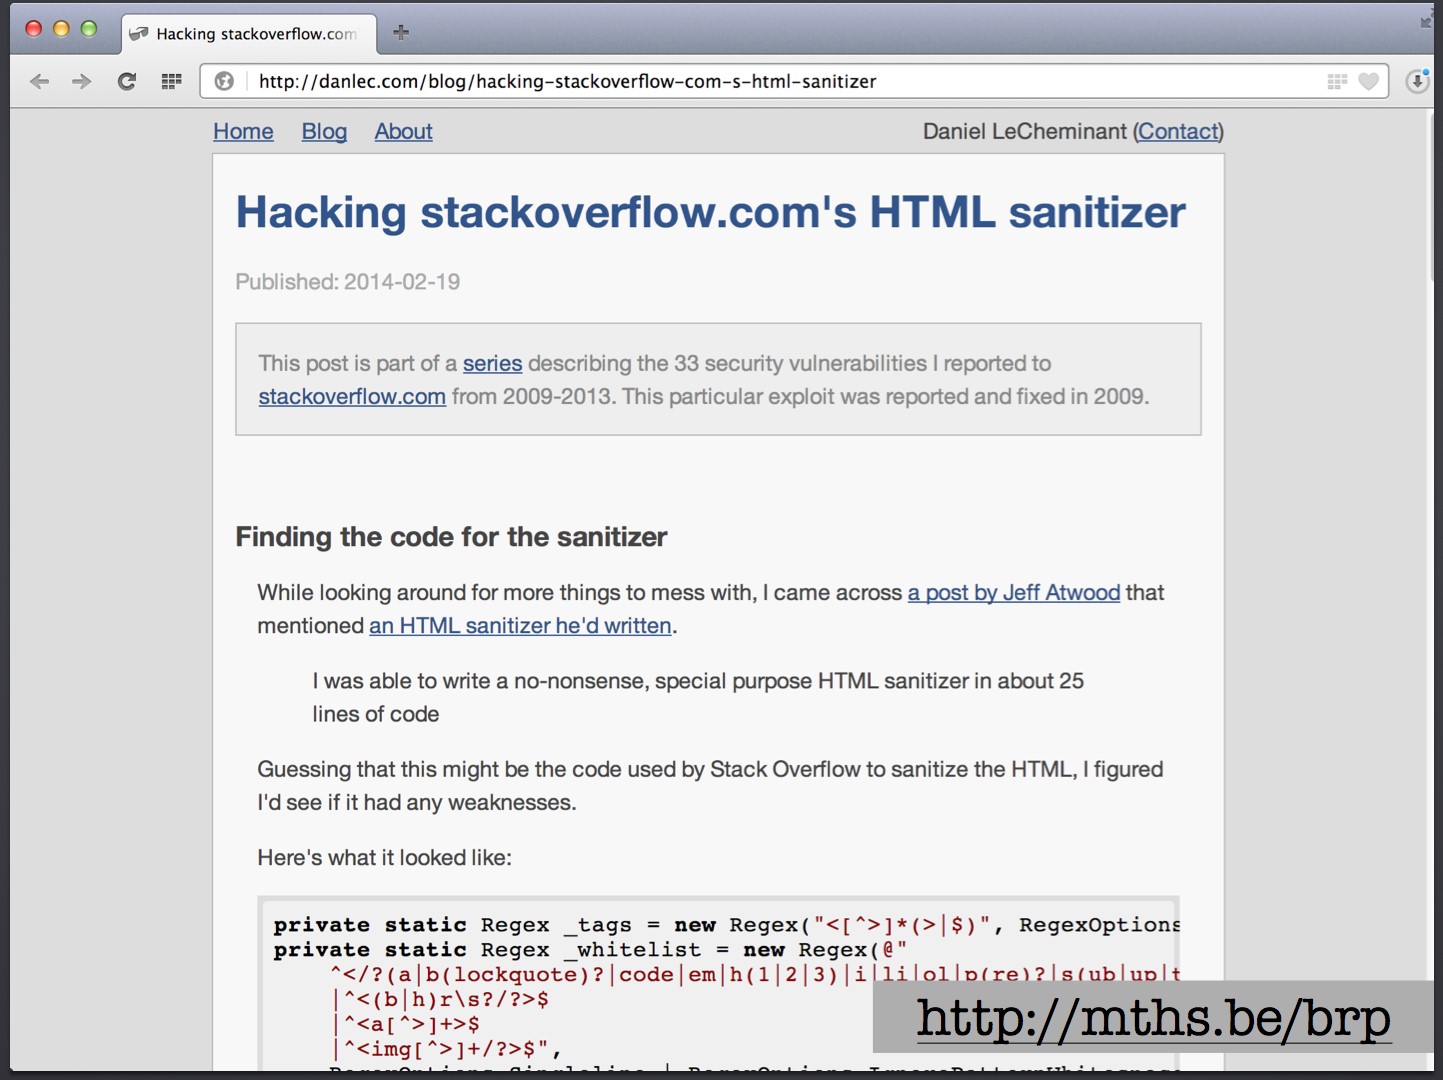 Hacking stackoverflow.com
http://danlec.com/blog/hacking-stackoverflow-com-s-html-sanitizer
Home Blog About Daniel LeCheminant (Contact)
Hacking stackoverflow.com's HTML sanitizer
Published: 2014-02-19
This post is part of a series describing the 33 security vulnerabilities I reported to
stackoverflow.com from 2009-2013. This particular exploit was reported and fixed in 2009.
Finding the code for the sanitizer
While looking around for more things to mess with, I came across a post by Jeff Atwood that
mentioned an HTML sanitizer he'd written.
I was able to write a no-nonsense, special purpose HTML sanitizer in about 25
lines of code
Guessing that this might be the code used by Stack Overflow to sanitize the HTML, I figured
I'd see if it had any weaknesses.
Here's what it looked like:
private static Regex _tags = new Regex("<[^>]*(>|$)", RegexOptions
private static Regex _whitelist = new Regex(@"
^</?(a|b(lockquote)?|code|em|h(1|2|3)|i|li|ol|p(re)?|s(ub|up|t
|^<(b|h)r\s?/?>$
|^<a[^>]+>$
|^<img[^>]+/?>$",
http://mths.be/brp